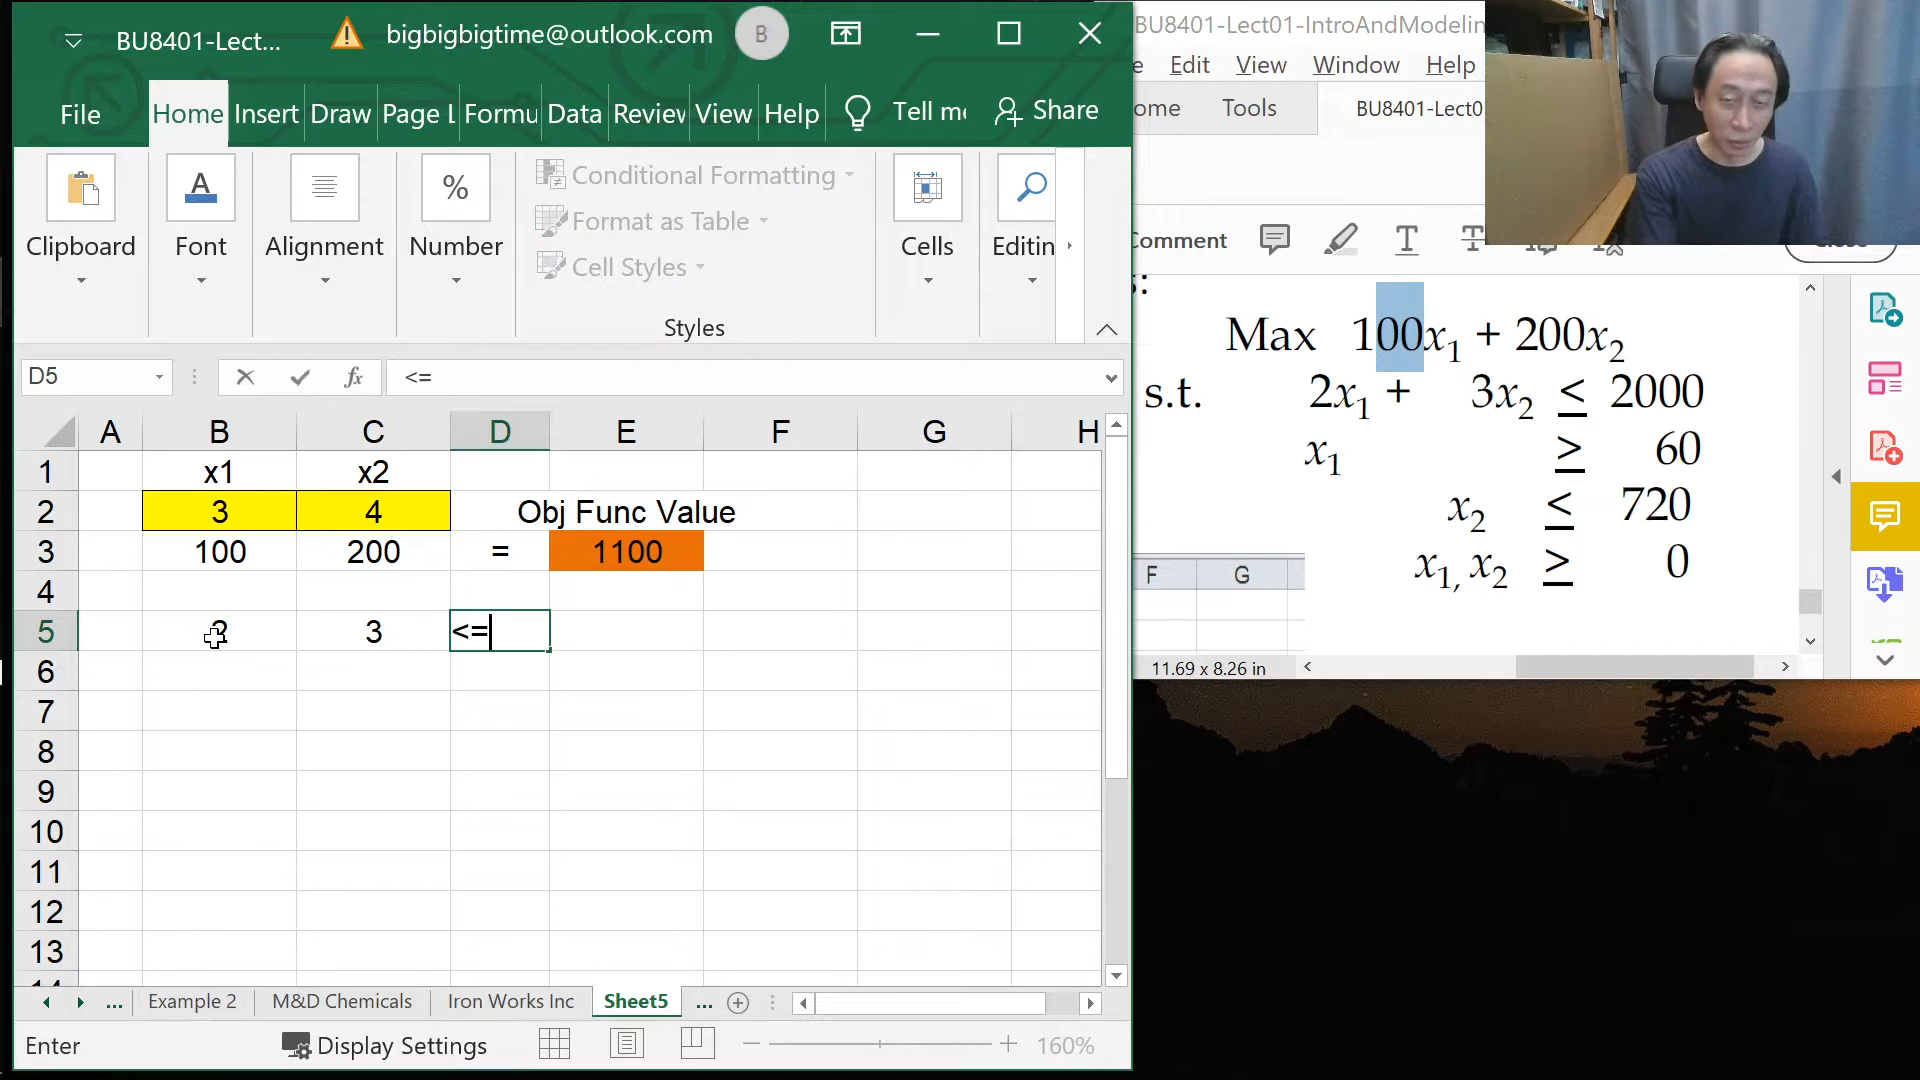 BU8401-Lect...
bigbigbigtime@outlook.com
B
File
Home
Insert
Draw
Page L
Formu
Data
Review
View
Help
Tell me
Share
Clipboard
Font
Alignment
%
Number
Conditional Formatting
Format as Table
Cell Styles
Styles
Cells
Editin
D5
fx
<=
A B C D E F G H
1 x1 x2
2 3 4 Obj Func Value
3 100 200 = 1100
4
5 2 3 <=
6
7
8
9
10
11
12
13
...
Example 2
M&D Chemicals
Iron Works Inc
Sheet5
...
Enter
Display Settings
160%
BU8401-Lect01-IntroAndModelin
e Edit View Window Help
ome
Tools
BU8401-Lect0
Comment
s:
Max 100x1 + 200x2
s.t. 2x1 + 3x2 ≤ 2000
x1 ≥ 60
x2 ≤ 720
x1, x2 ≥ 0
F G
11.69 x 8.26 in